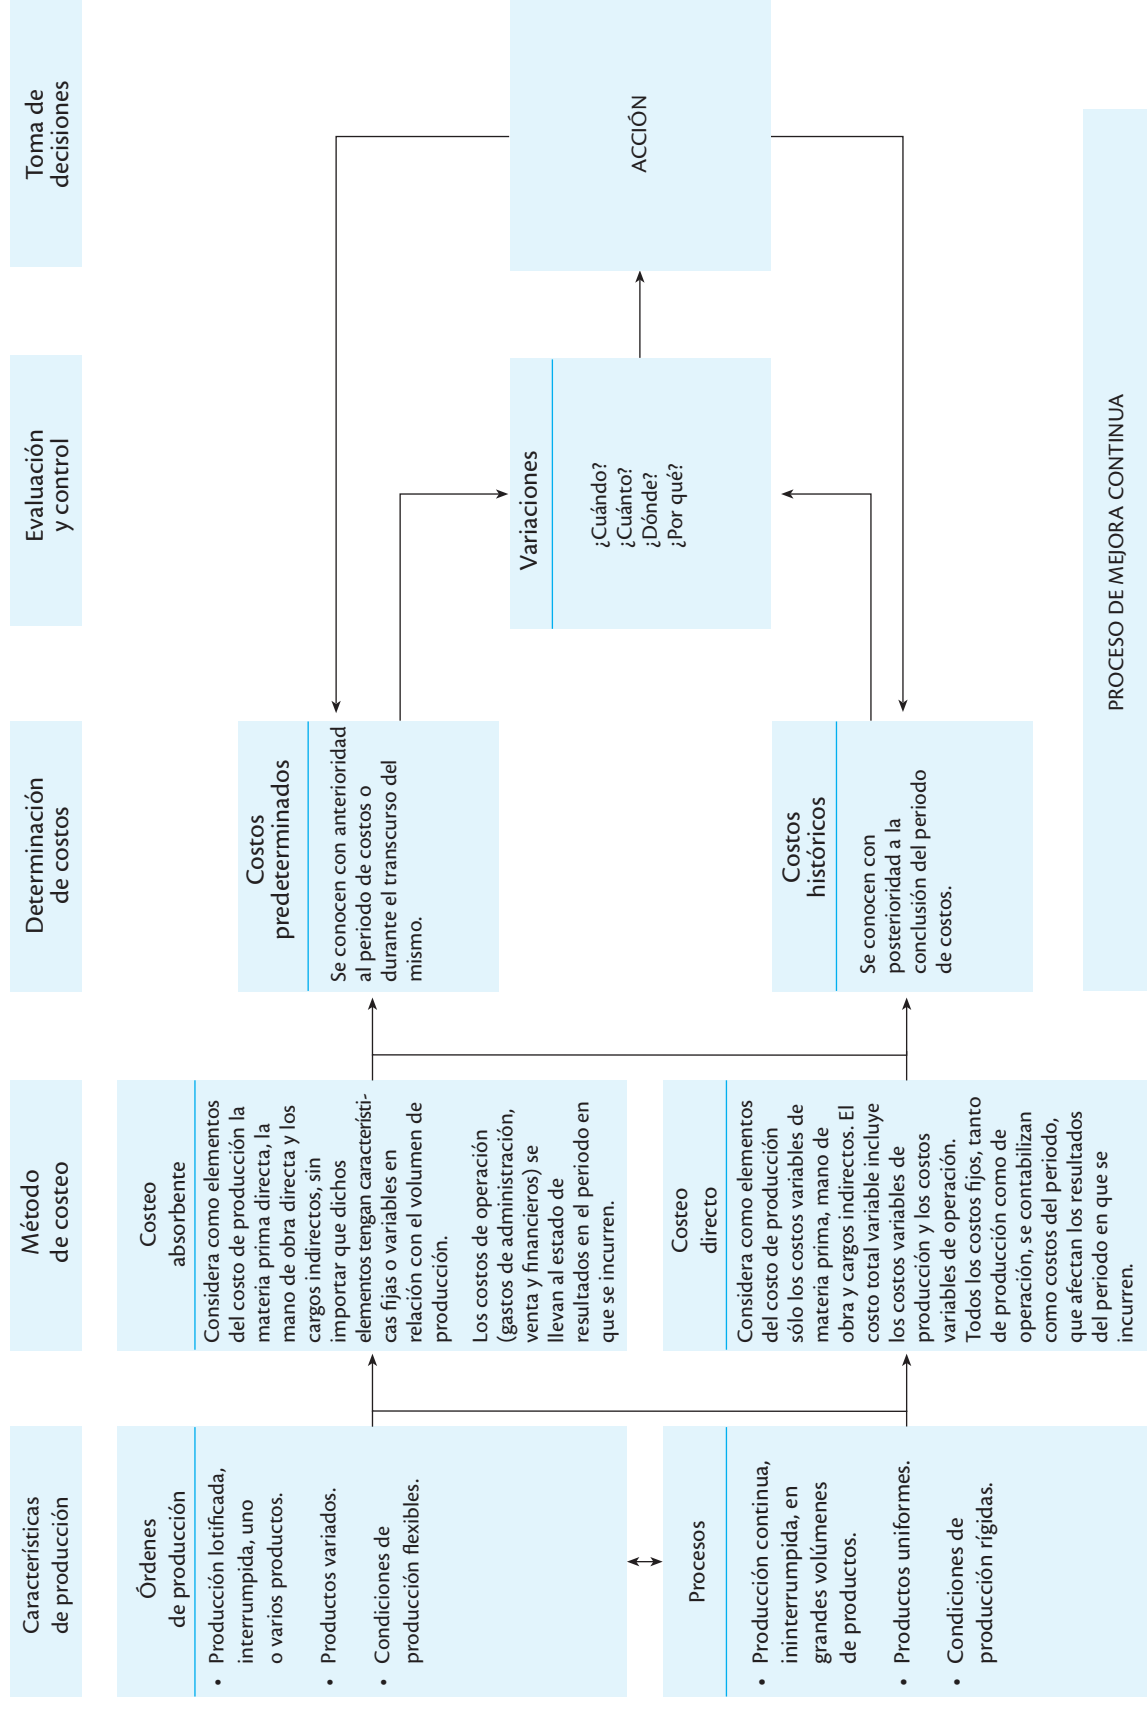 Características
de producción
Método
de costeo
Determinación
de costos
Evaluación
y control
Toma de
decisiones
Órdenes
de producción
• Producción lotificada,
interrumpida, uno
o varios productos.
• Productos variados.
• Condiciones de
producción flexibles.
Procesos
• Producción continua,
ininterrumpida, en
grandes volúmenes
de productos.
• Productos uniformes.
• Condiciones de
producción rígidas.
Costeo
absorbente
Considera como elementos
del costo de producción la
materia prima directa, la
mano de obra directa y los
cargos indirectos, sin
importar que dichos
elementos tengan característi-
cas fijas o variables en
relación con el volumen de
producción.
Los costos de operación
(gastos de administración,
venta y financieros) se
llevan al estado de
resultados en el periodo en
que se incurren.
Costeo
directo
Considera como elementos
del costo de producción
sólo los costos variables de
materia prima, mano de
obra y cargos indirectos. El
costo total variable incluye
los costos variables de
producción y los costos
variables de operación.
Todos los costos fijos, tanto
de producción como de
operación, se contabilizan
como costos del periodo,
que afectan los resultados
del periodo en que se
incurren.
Costos
predeterminados
Se conocen con anterioridad
al periodo de costos o
durante el transcurso del
mismo.
Costos
históricos
Se conocen con
posterioridad a la
conclusión del periodo
de costos.
Variaciones
¿Cuándo?
¿Cuánto?
¿Dónde?
¿Por qué?
ACCIÓN
PROCESO DE MEJORA CONTINUA